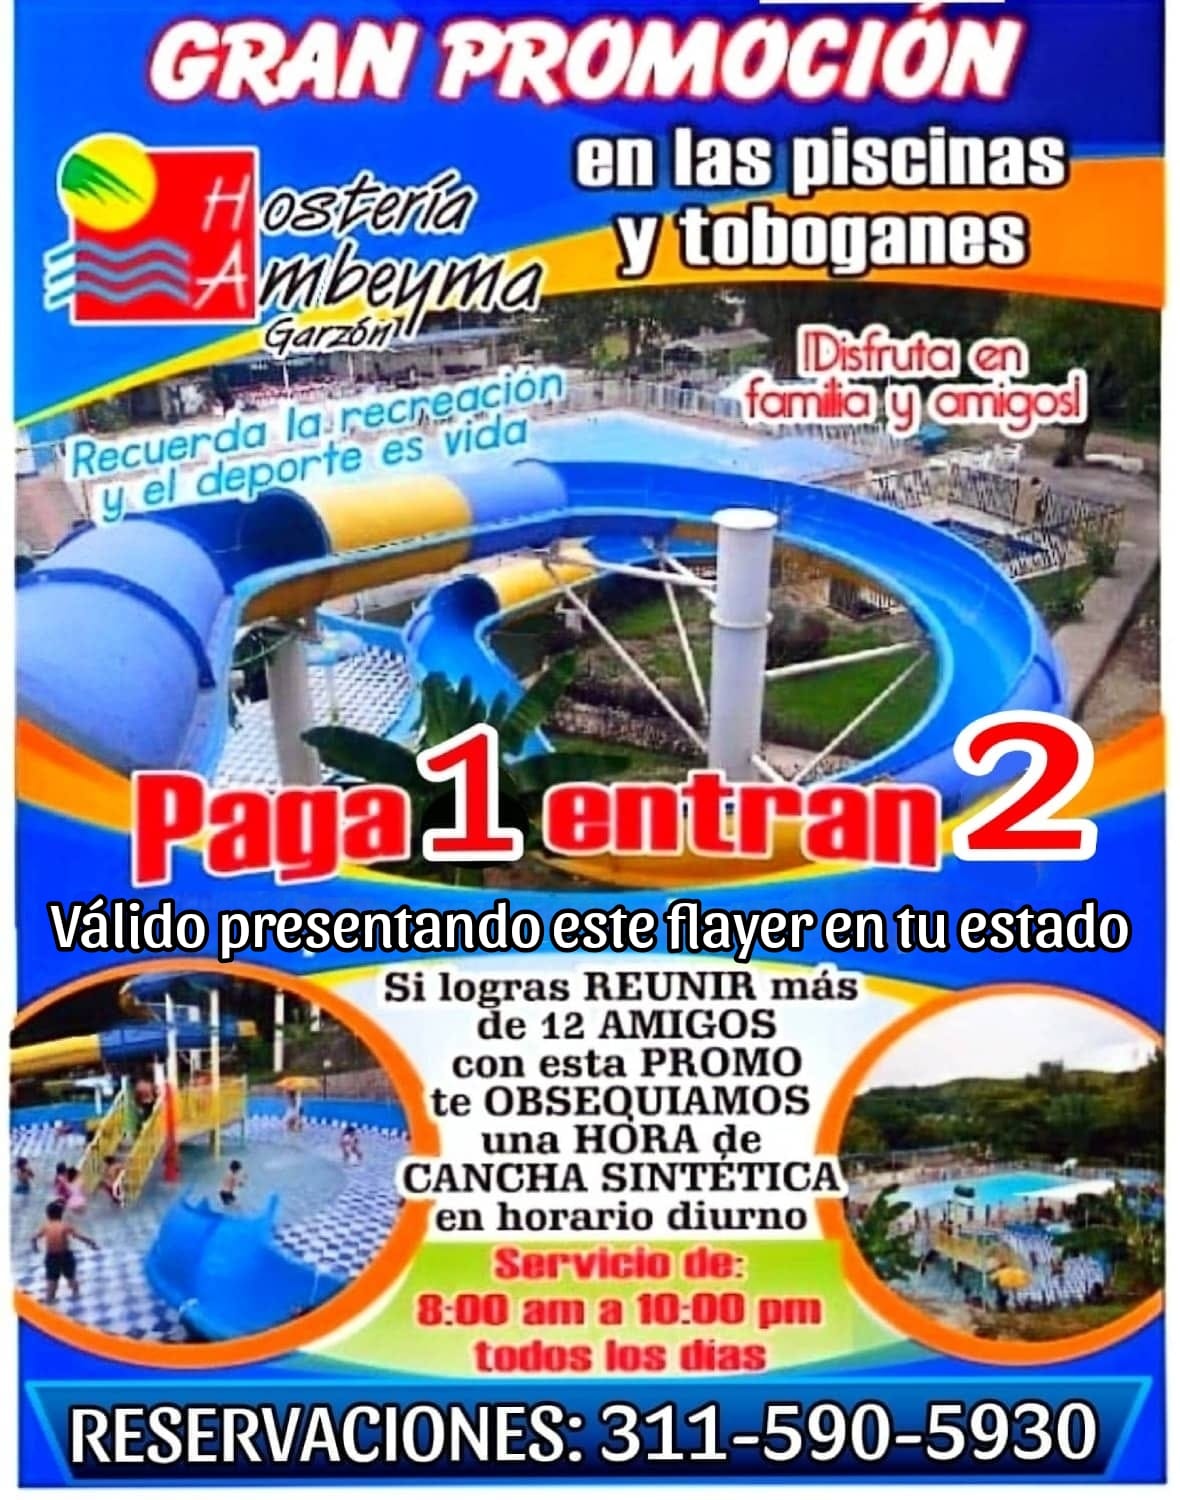 GRAN PROMOCIÓN
en las piscinas
y toboganes
Hostería
Ambeyma
Garzón
¡Disfruta en
familia y amigos!
Recuerda la recreación
y el deporte es vida
Paga 1 entran 2
Válido presentando este flayer en tu estado
Si logras REUNIR más
de 12 AMIGOS
con esta PROMO
te OBSEQUIAMOS
una HORA de
CANCHA SINTÉTICA
en horario diurno
Servicio de:
8:00 am a 10:00 pm
todos los días
RESERVACIONES: 311-590-5930